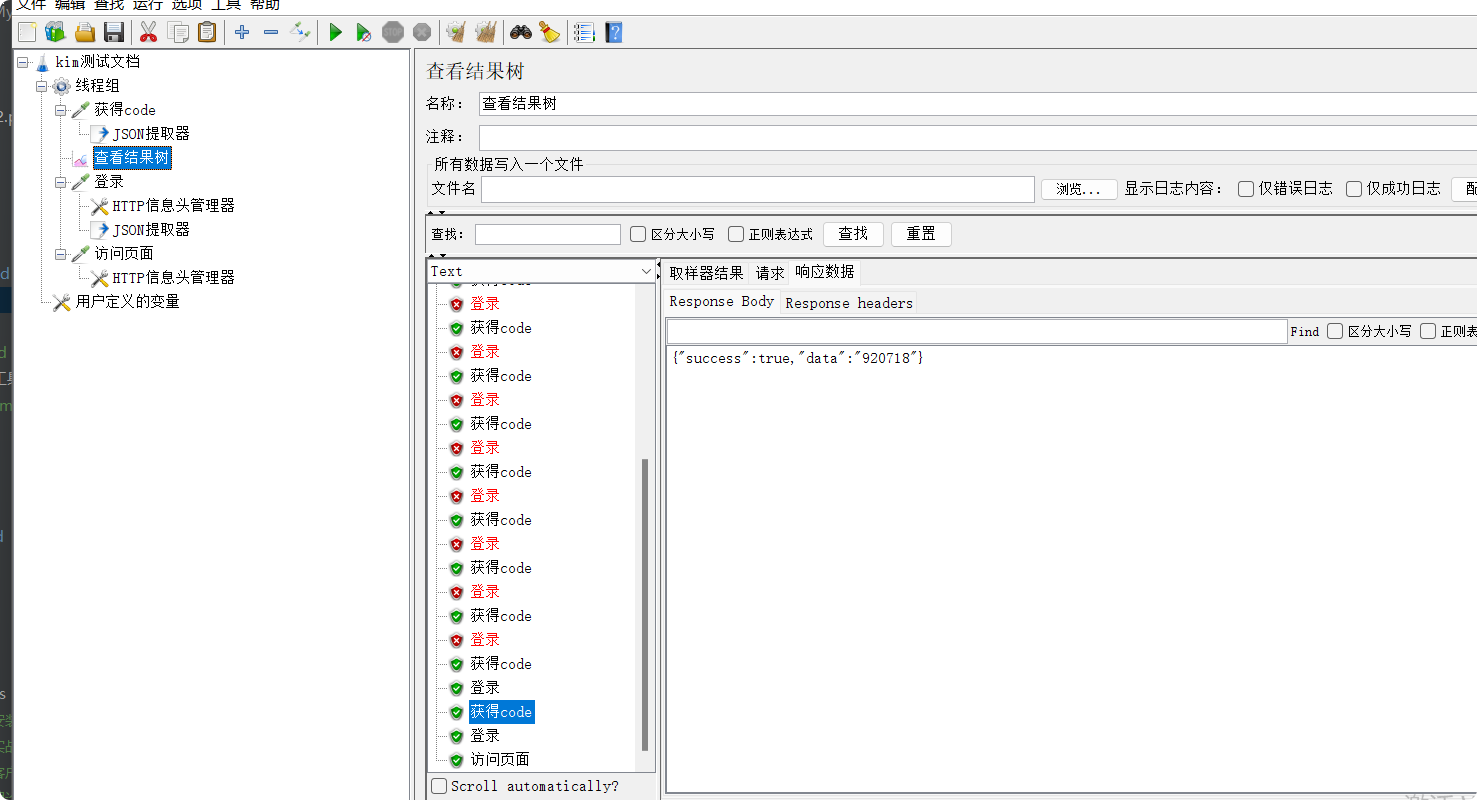 文件 编辑 查找 运行 选项 工具 帮助
kim测试文档
线程组
获得code
JSON提取器
查看结果树
登录
HTTP信息头管理器
JSON提取器
访问页面
HTTP信息头管理器
用户定义的变量
查看结果树
名称： 查看结果树
注释：
所有数据写入一个文件
文件名 浏览... 显示日志内容： 仅错误日志 仅成功日志 配
查找: 区分大小写 正则表达式 查找 重置
Text
获得code
登录
获得code
登录
获得code
登录
获得code
登录
获得code
登录
获得code
登录
获得code
登录
获得code
登录
获得code
登录
获得code
登录
访问页面
Scroll automatically?
取样器结果 请求 响应数据
Response Body Response headers
Find 区分大小写 正则表
{"success":true,"data":"920718"}